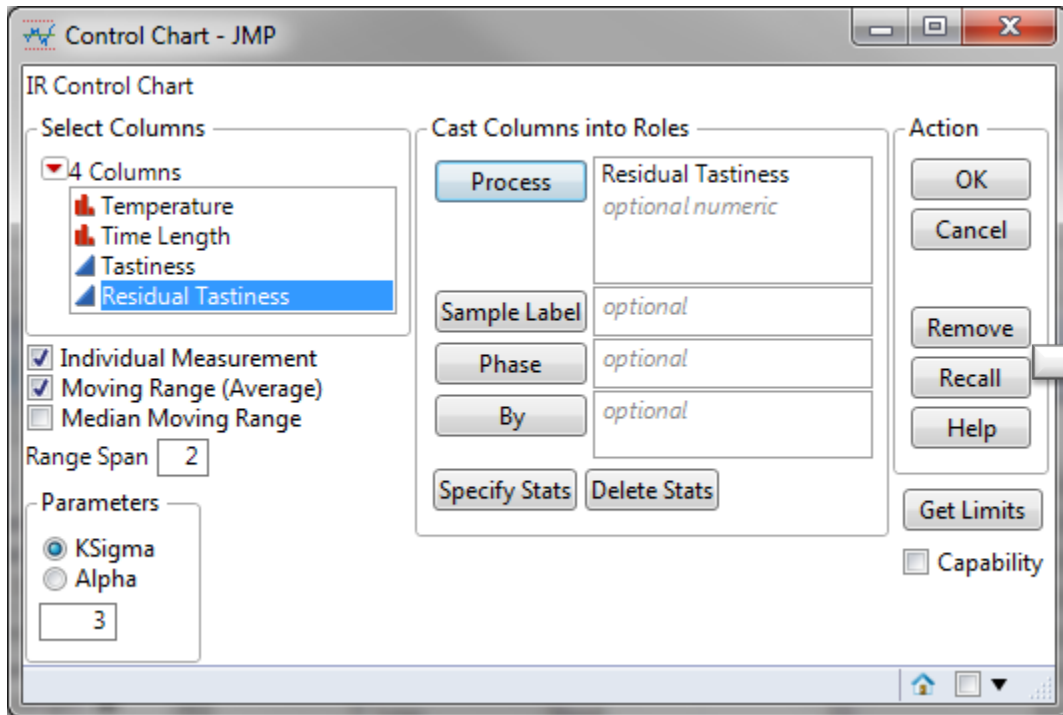 Control Chart - JMP
IR Control Chart
Select Columns
4 Columns
Temperature
Time Length
Tastiness
Residual Tastiness
Individual Measurement
Moving Range (Average)
Median Moving Range
Range Span 2
Parameters
KSigma
Alpha
3
Cast Columns into Roles
Process
Residual Tastiness
optional numeric
Sample Label
optional
Phase
optional
By
optional
Specify Stats
Delete Stats
Action
OK
Cancel
Remove
Recall
Help
Get Limits
Capability